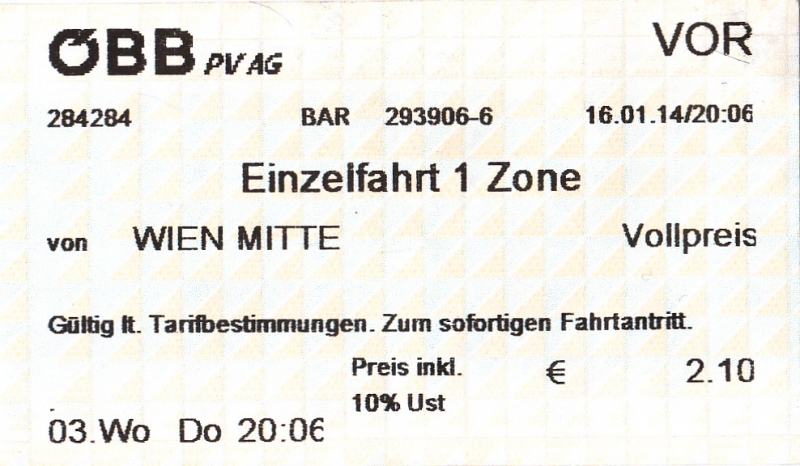 ÖBB PV AG VOR
284284 BAR 293906-6 16.01.14/20:06
Einzelfahrt 1 Zone
von WIEN MITTE Vollpreis
Gültig lt. Tarifbestimmungen. Zum sofortigen Fahrtantritt.
Preis inkl. € 2.10
10% Ust
03.Wo Do 20:06